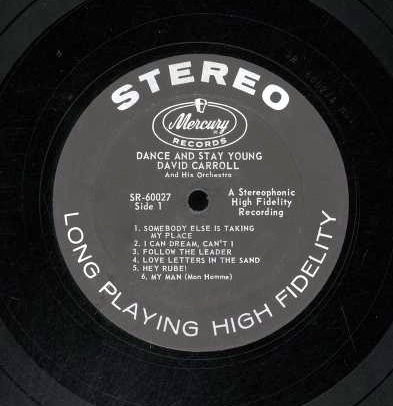 STEREO
Mercury
RECORDS
DANCE AND STAY YOUNG
DAVID CARROLL
And His Orchestra
SR-60027
Side 1
A Stereophonic
High Fidelity
Recording
1. SOMEBODY ELSE IS TAKING
MY PLACE
2. I CAN DREAM, CAN'T I
3. FOLLOW THE LEADER
4. LOVE LETTERS IN THE SAND
5. HEY RUBE!
6. MY MAN (Mon Homme)
LONG PLAYING HIGH FIDELITY